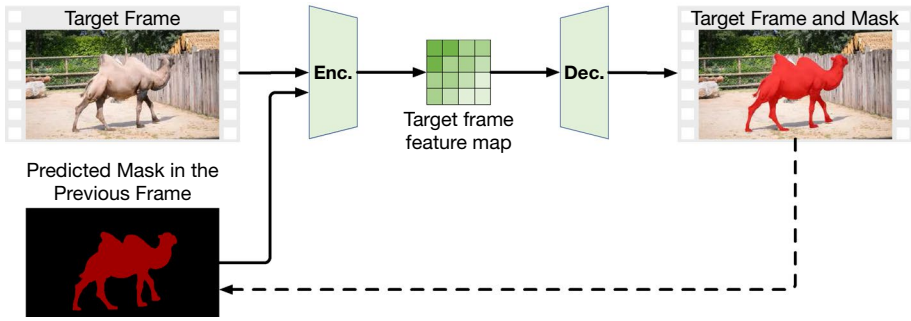 Target Frame
Enc.
Target frame
feature map
Dec.
Target Frame and Mask
Predicted Mask in the
Previous Frame